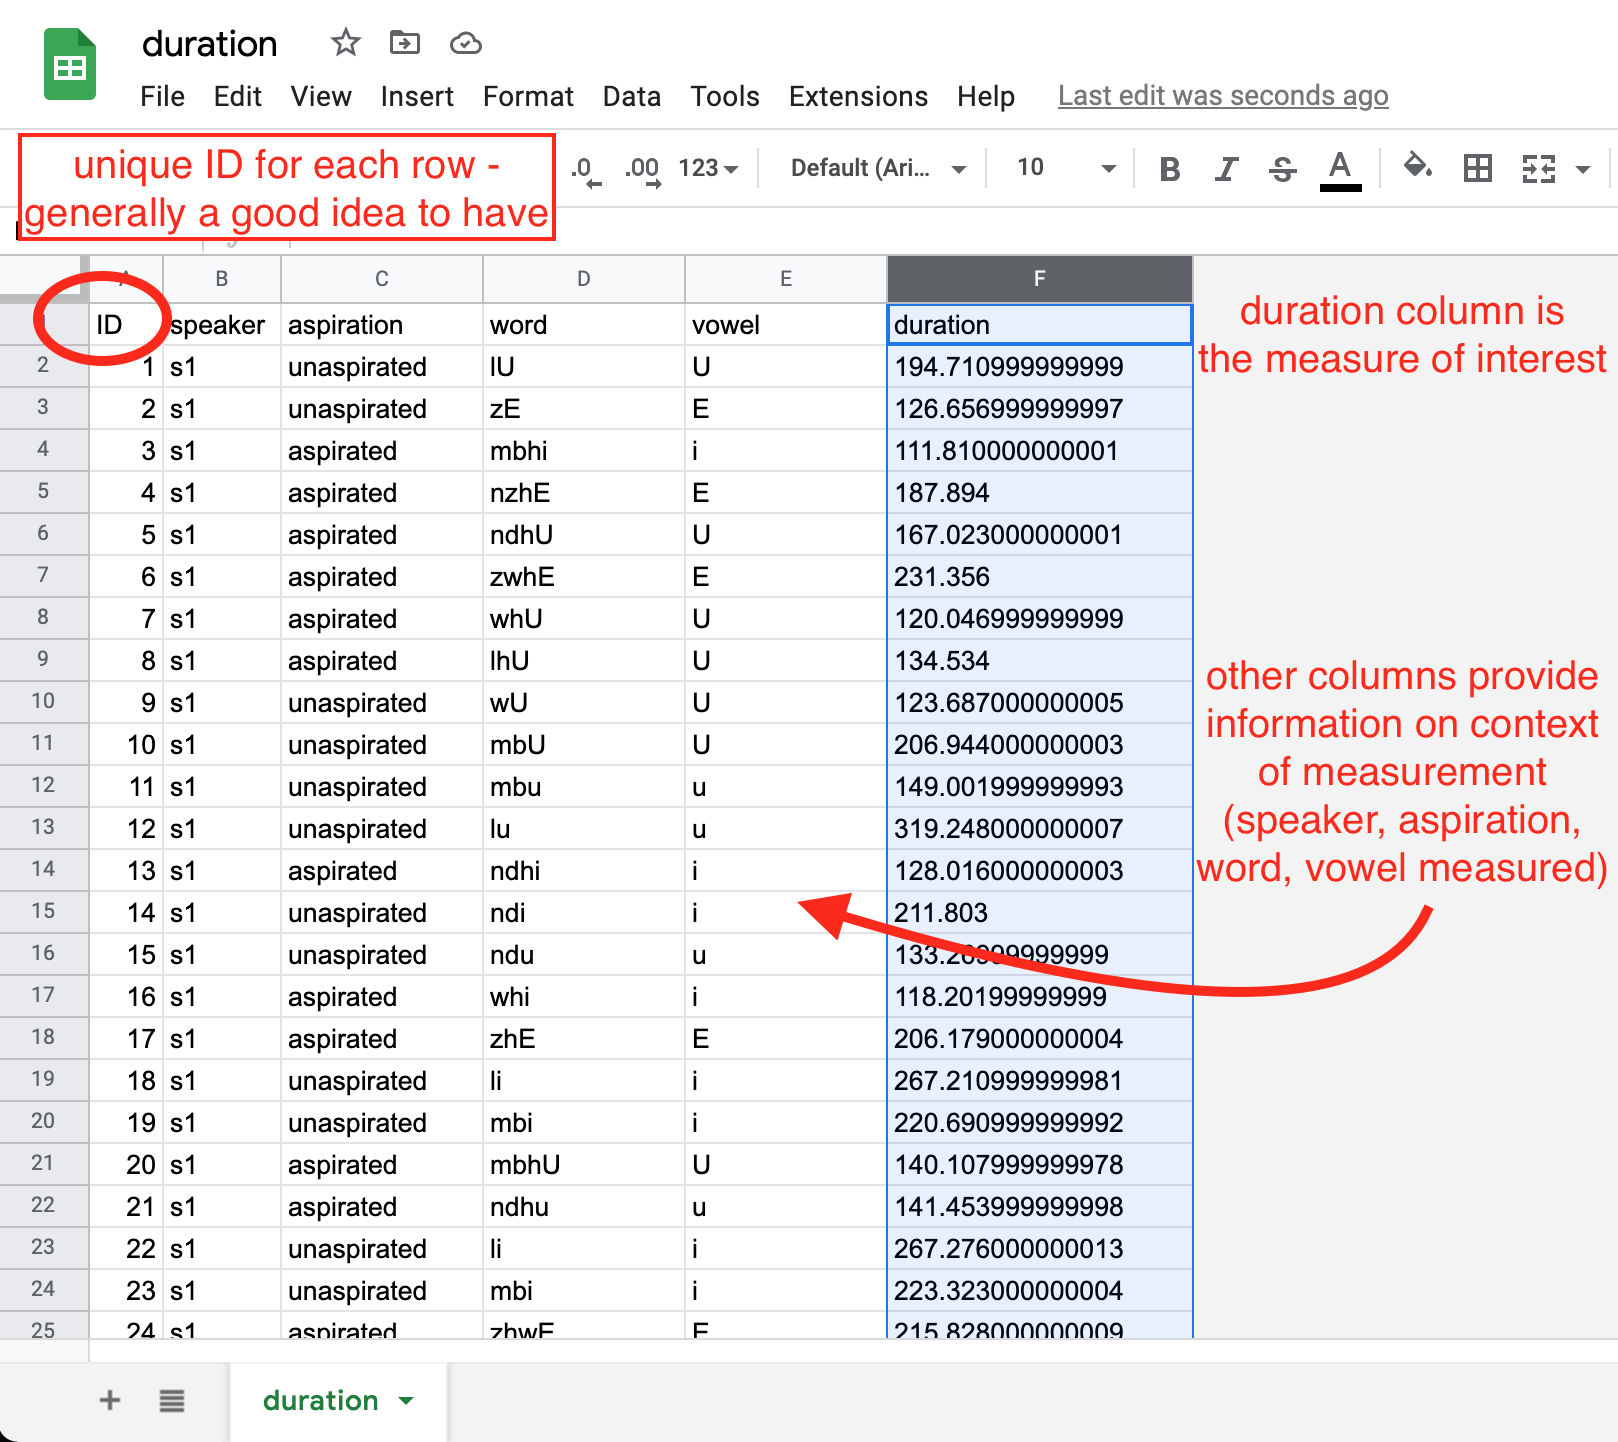 duration
File Edit View Insert Format Data Tools Extensions Help Last edit was seconds ago
unique ID for each row -
generally a good idea to have
.0 .00 123 Default (Ari... 10 B I S A
A B C D E F
ID speaker aspiration word vowel duration
2 1 s1 unaspirated lU U 194.710999999999
3 2 s1 unaspirated zE E 126.656999999997
4 3 s1 aspirated mbhi i 111.810000000001
5 4 s1 aspirated nzhE E 187.894
6 5 s1 aspirated ndhU U 167.023000000001
7 6 s1 aspirated zwhE E 231.356
8 7 s1 aspirated whU U 120.046999999999
9 8 s1 aspirated lhU U 134.534
10 9 s1 unaspirated wU U 123.687000000005
11 10 s1 unaspirated mbU U 206.944000000003
12 11 s1 unaspirated mbu u 149.001999999993
13 12 s1 unaspirated lu u 319.248000000007
14 13 s1 aspirated ndhi i 128.016000000003
15 14 s1 unaspirated ndi i 211.803
16 15 s1 unaspirated ndu u 133.26999999999
17 16 s1 aspirated whi i 118.20199999999
18 17 s1 aspirated zhE E 206.179000000004
19 18 s1 unaspirated li i 267.210999999981
20 19 s1 unaspirated mbi i 220.690999999992
21 20 s1 aspirated mbhU U 140.107999999978
22 21 s1 aspirated ndhu u 141.453999999998
23 22 s1 unaspirated li i 267.276000000013
24 23 s1 unaspirated mbi i 223.323000000004
25 24 s1 aspirated zhwE E 215.828000000009
duration column is
the measure of interest
other columns provide
information on context
of measurement
(speaker, aspiration,
word, vowel measured)
duration